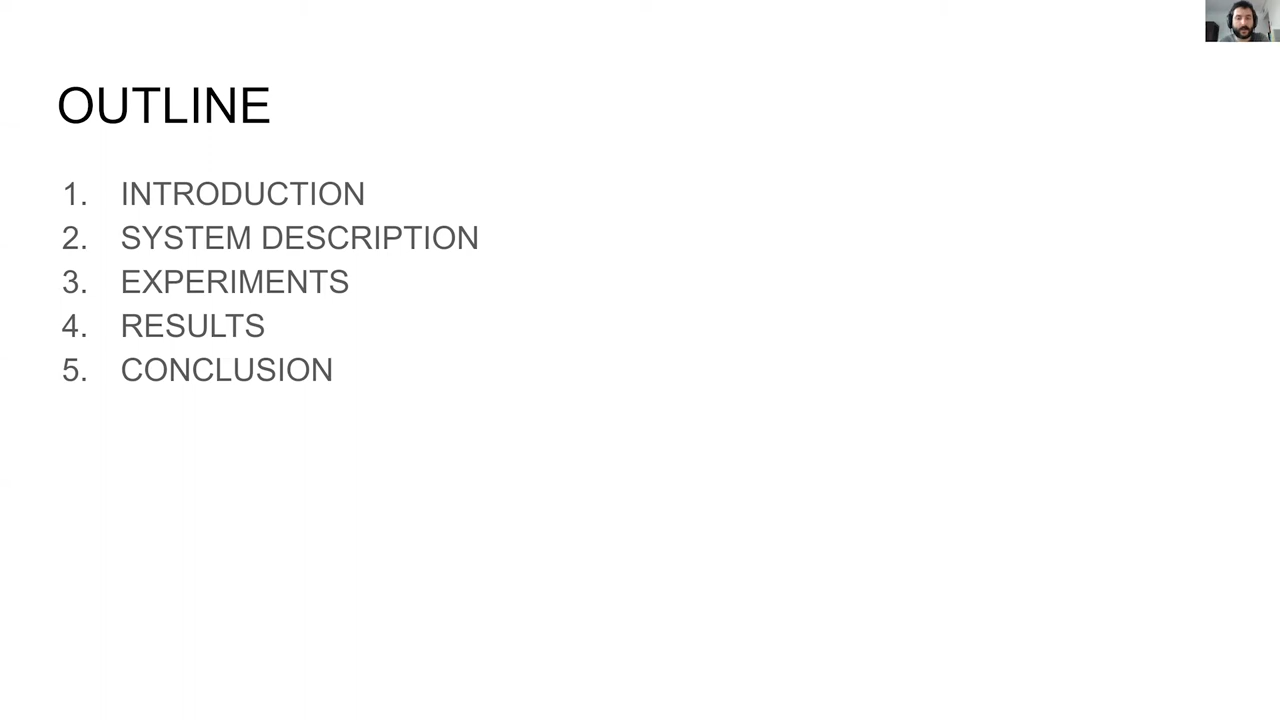 OUTLINE
1. INTRODUCTION
2. SYSTEM DESCRIPTION
3. EXPERIMENTS
4. RESULTS
5. CONCLUSION